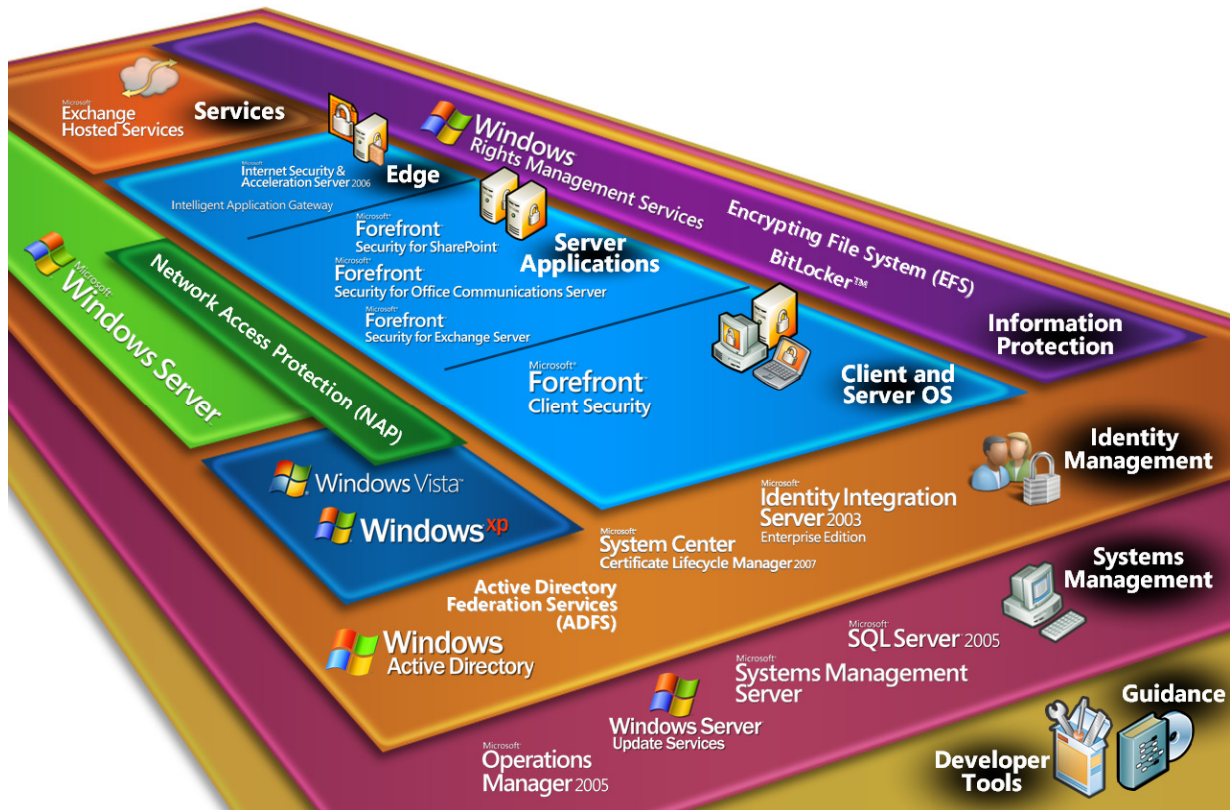 Microsoft
Exchange
Hosted Services
Services
Windows
Rights Management Services
Encrypting File System (EFS)
BitLocker™
Information
Protection
Microsoft
Internet Security &
Acceleration Server 2006
Intelligent Application Gateway
Edge
Microsoft
Forefront
Security for SharePoint
Microsoft
Forefront
Security for Office Communications Server
Microsoft
Forefront
Security for Exchange Server
Server
Applications
Microsoft
Forefront
Client Security
Client and
Server OS
Microsoft
Windows Server
Network Access Protection (NAP)
Windows Vista
Windows xp
Identity
Management
Microsoft
Identity Integration
Server 2003
Enterprise Edition
Microsoft
System Center
Certificate Lifecycle Manager 2007
Active Directory
Federation Services
(ADFS)
Windows
Active Directory
Systems
Management
Microsoft
SQL Server 2005
Microsoft
Systems Management
Server
Windows Server
Update Services
Microsoft
Operations
Manager 2005
Guidance
Developer
Tools